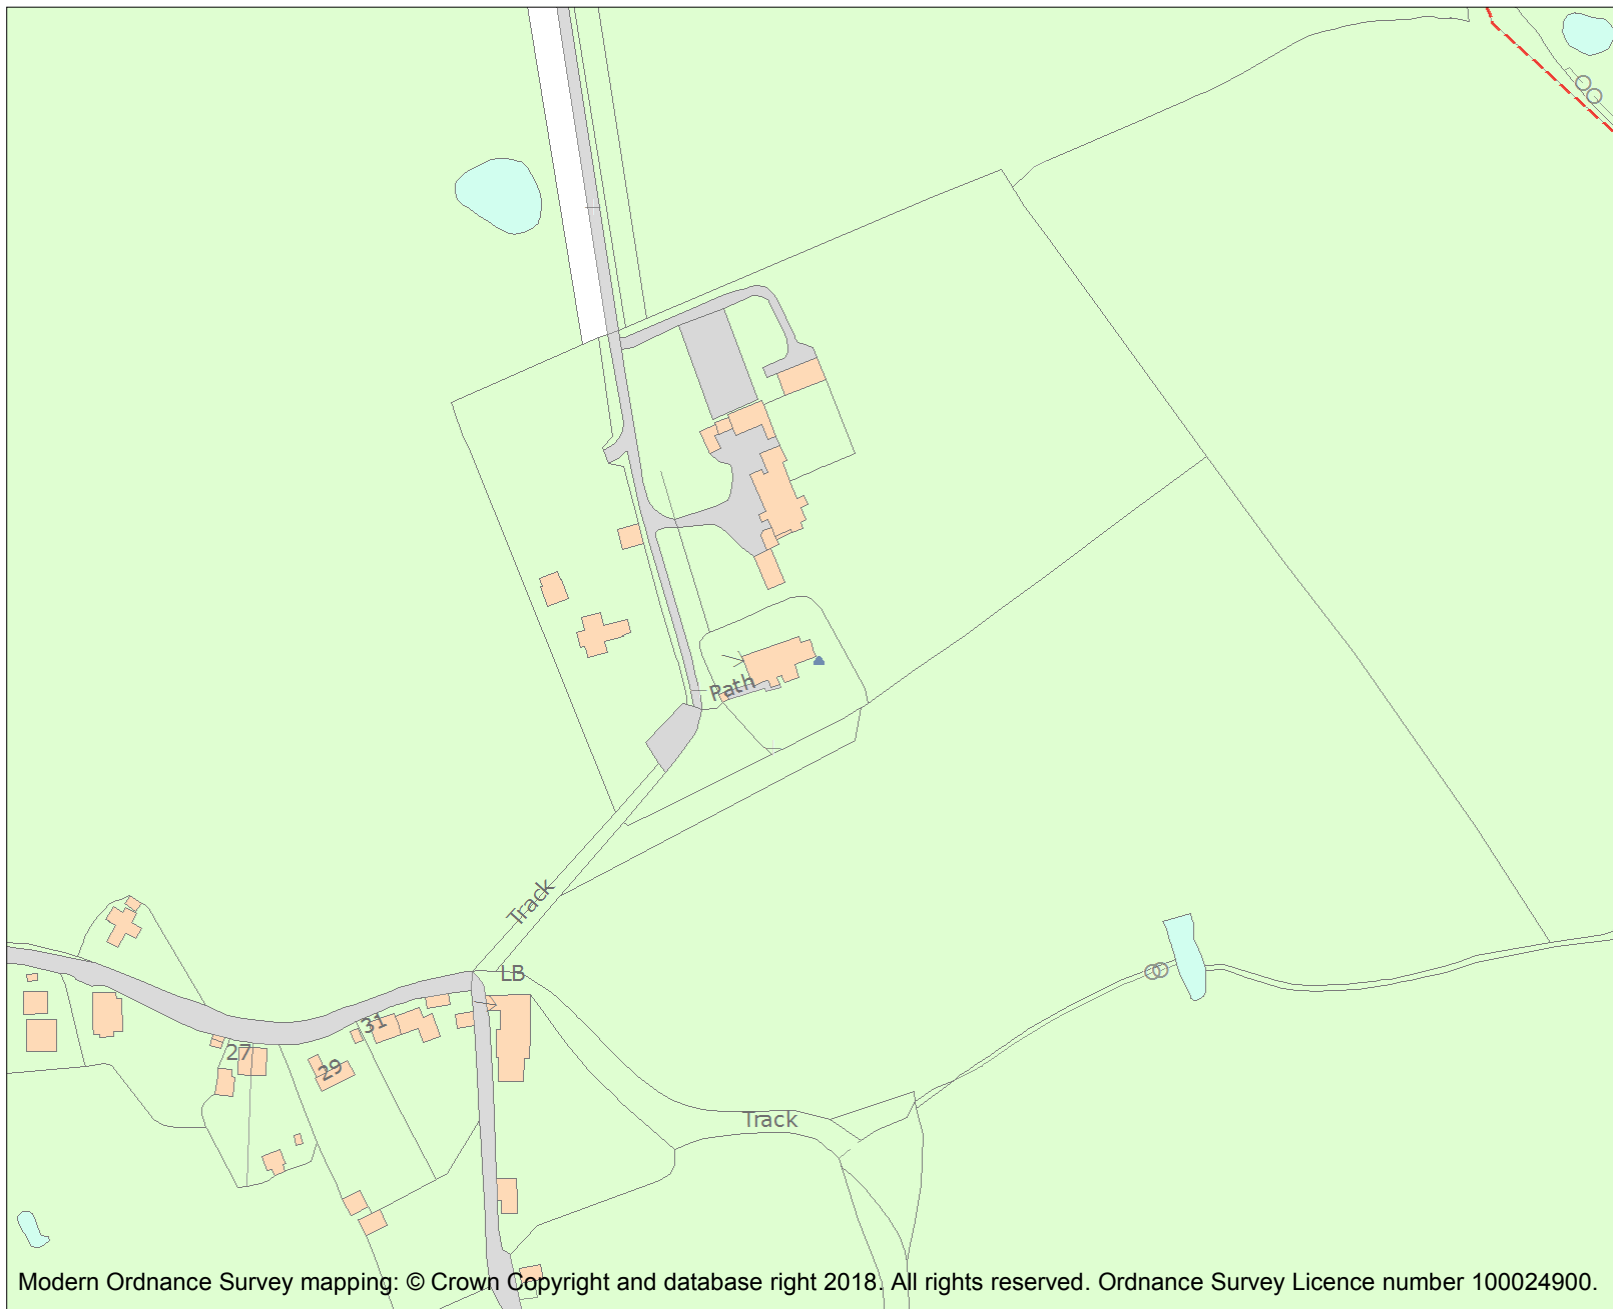 Path
Track
LB
31
27
29
Track
Modern Ordnance Survey mapping: © Crown Copyright and database right 2018. All rights reserved. Ordnance Survey Licence number 100024900.